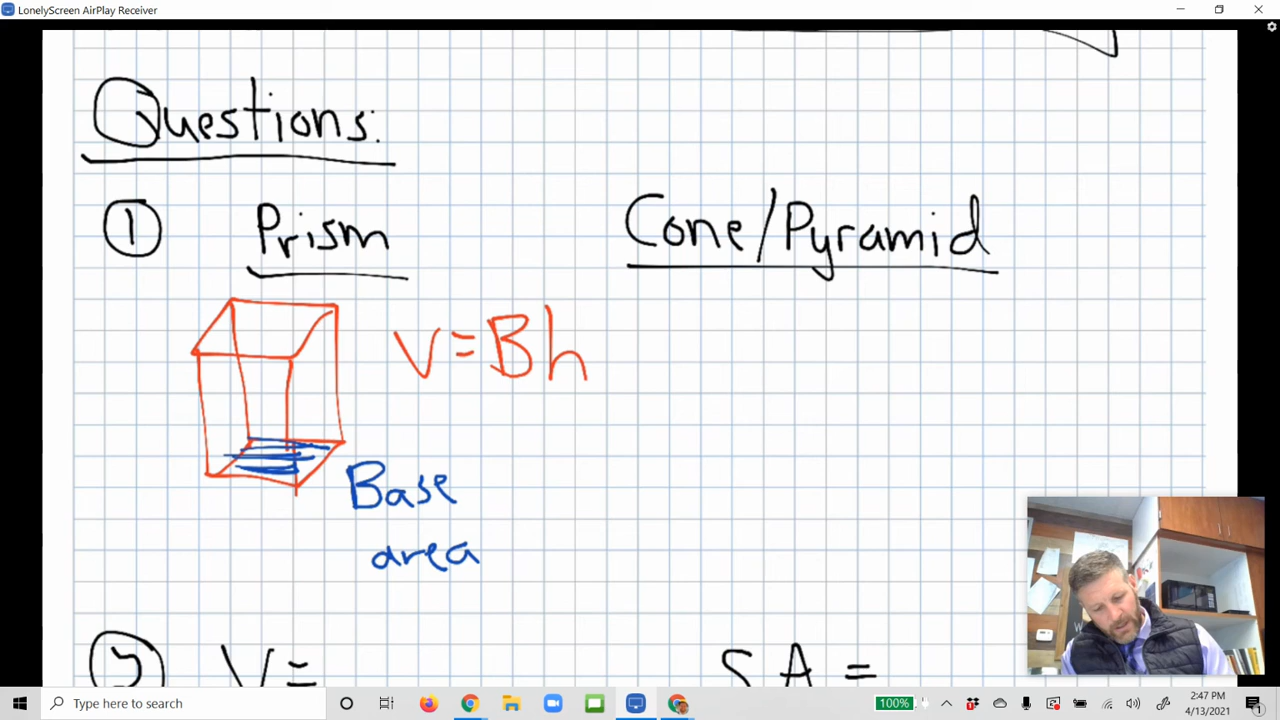 LonelyScreen AirPlay Receiver
Questions:
① Prism
Cone/Pyramid
V=Bh
Base
area
② V=
SA =
Type here to search
100%
2:47 PM
4/13/2021